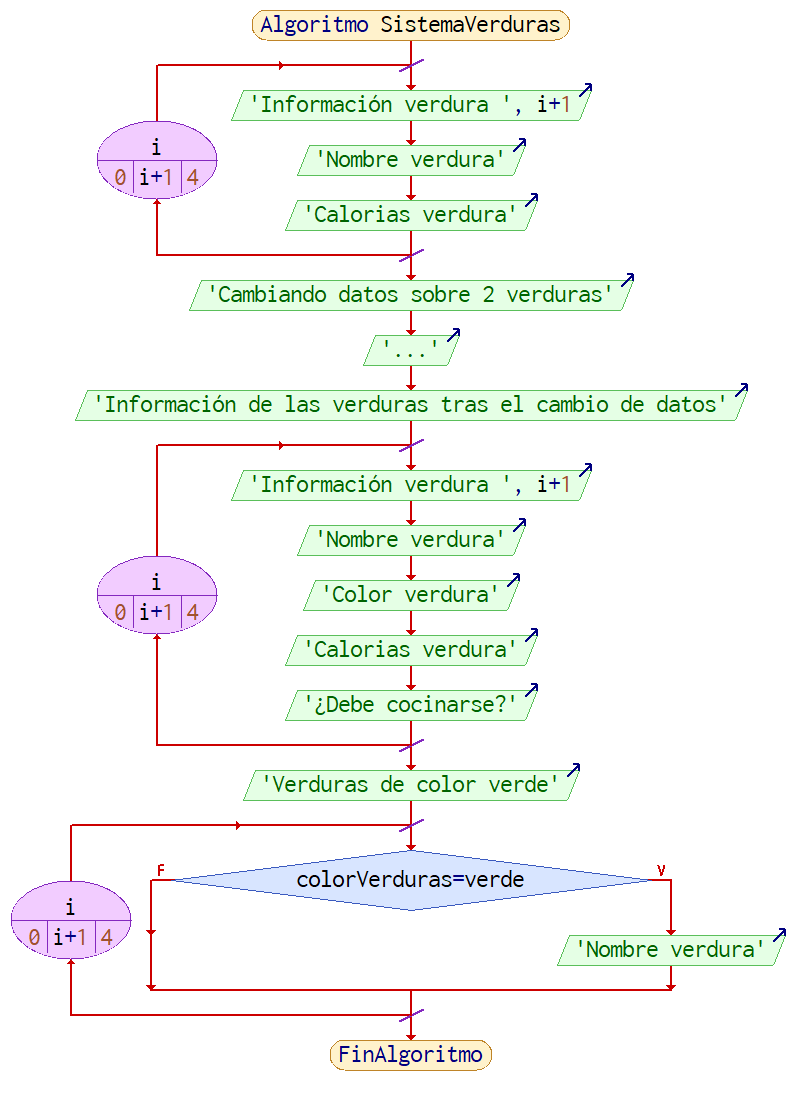 Algoritmo SistemaVerduras
'Información verdura ', i+1
'Nombre verdura'
i
0 i+1 4
'Calorias verdura'
'Cambiando datos sobre 2 verduras'
'...'
'Información de las verduras tras el cambio de datos'
'Información verdura ', i+1
'Nombre verdura'
i
0 i+1 4
'Color verdura'
'Calorias verdura'
'¿Debe cocinarse?'
'Verduras de color verde'
F
V
colorVerduras=verde
i
0 i+1 4
'Nombre verdura'
FinAlgoritmo